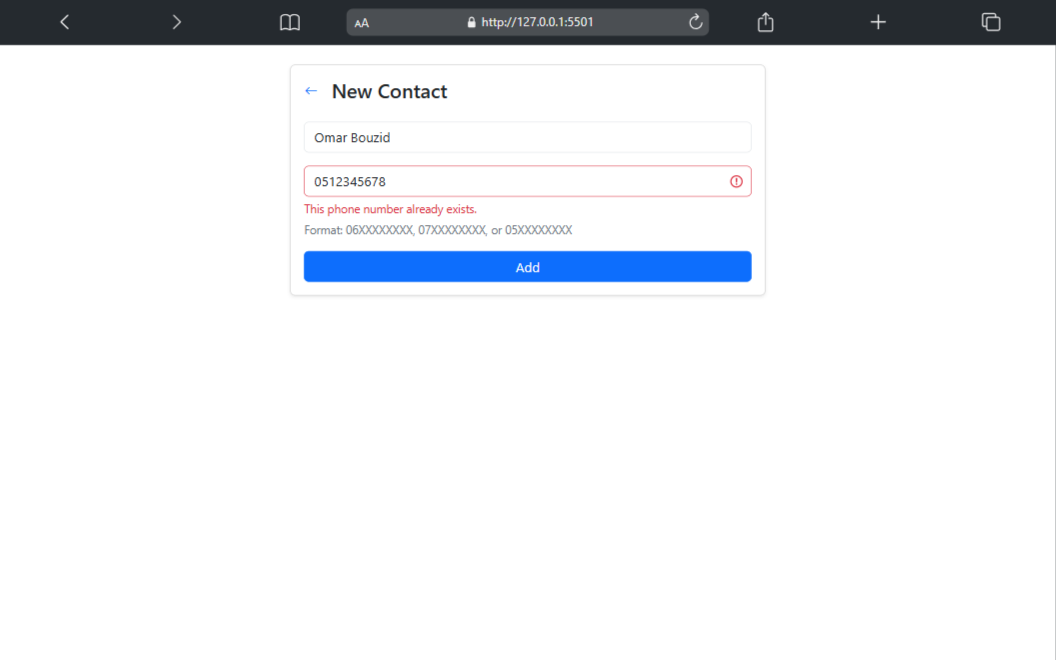 AA http://127.0.0.1:5501
← New Contact
Omar Bouzid
0512345678
This phone number already exists.
Format: 06XXXXXXXX, 07XXXXXXXX, or 05XXXXXXXX
Add